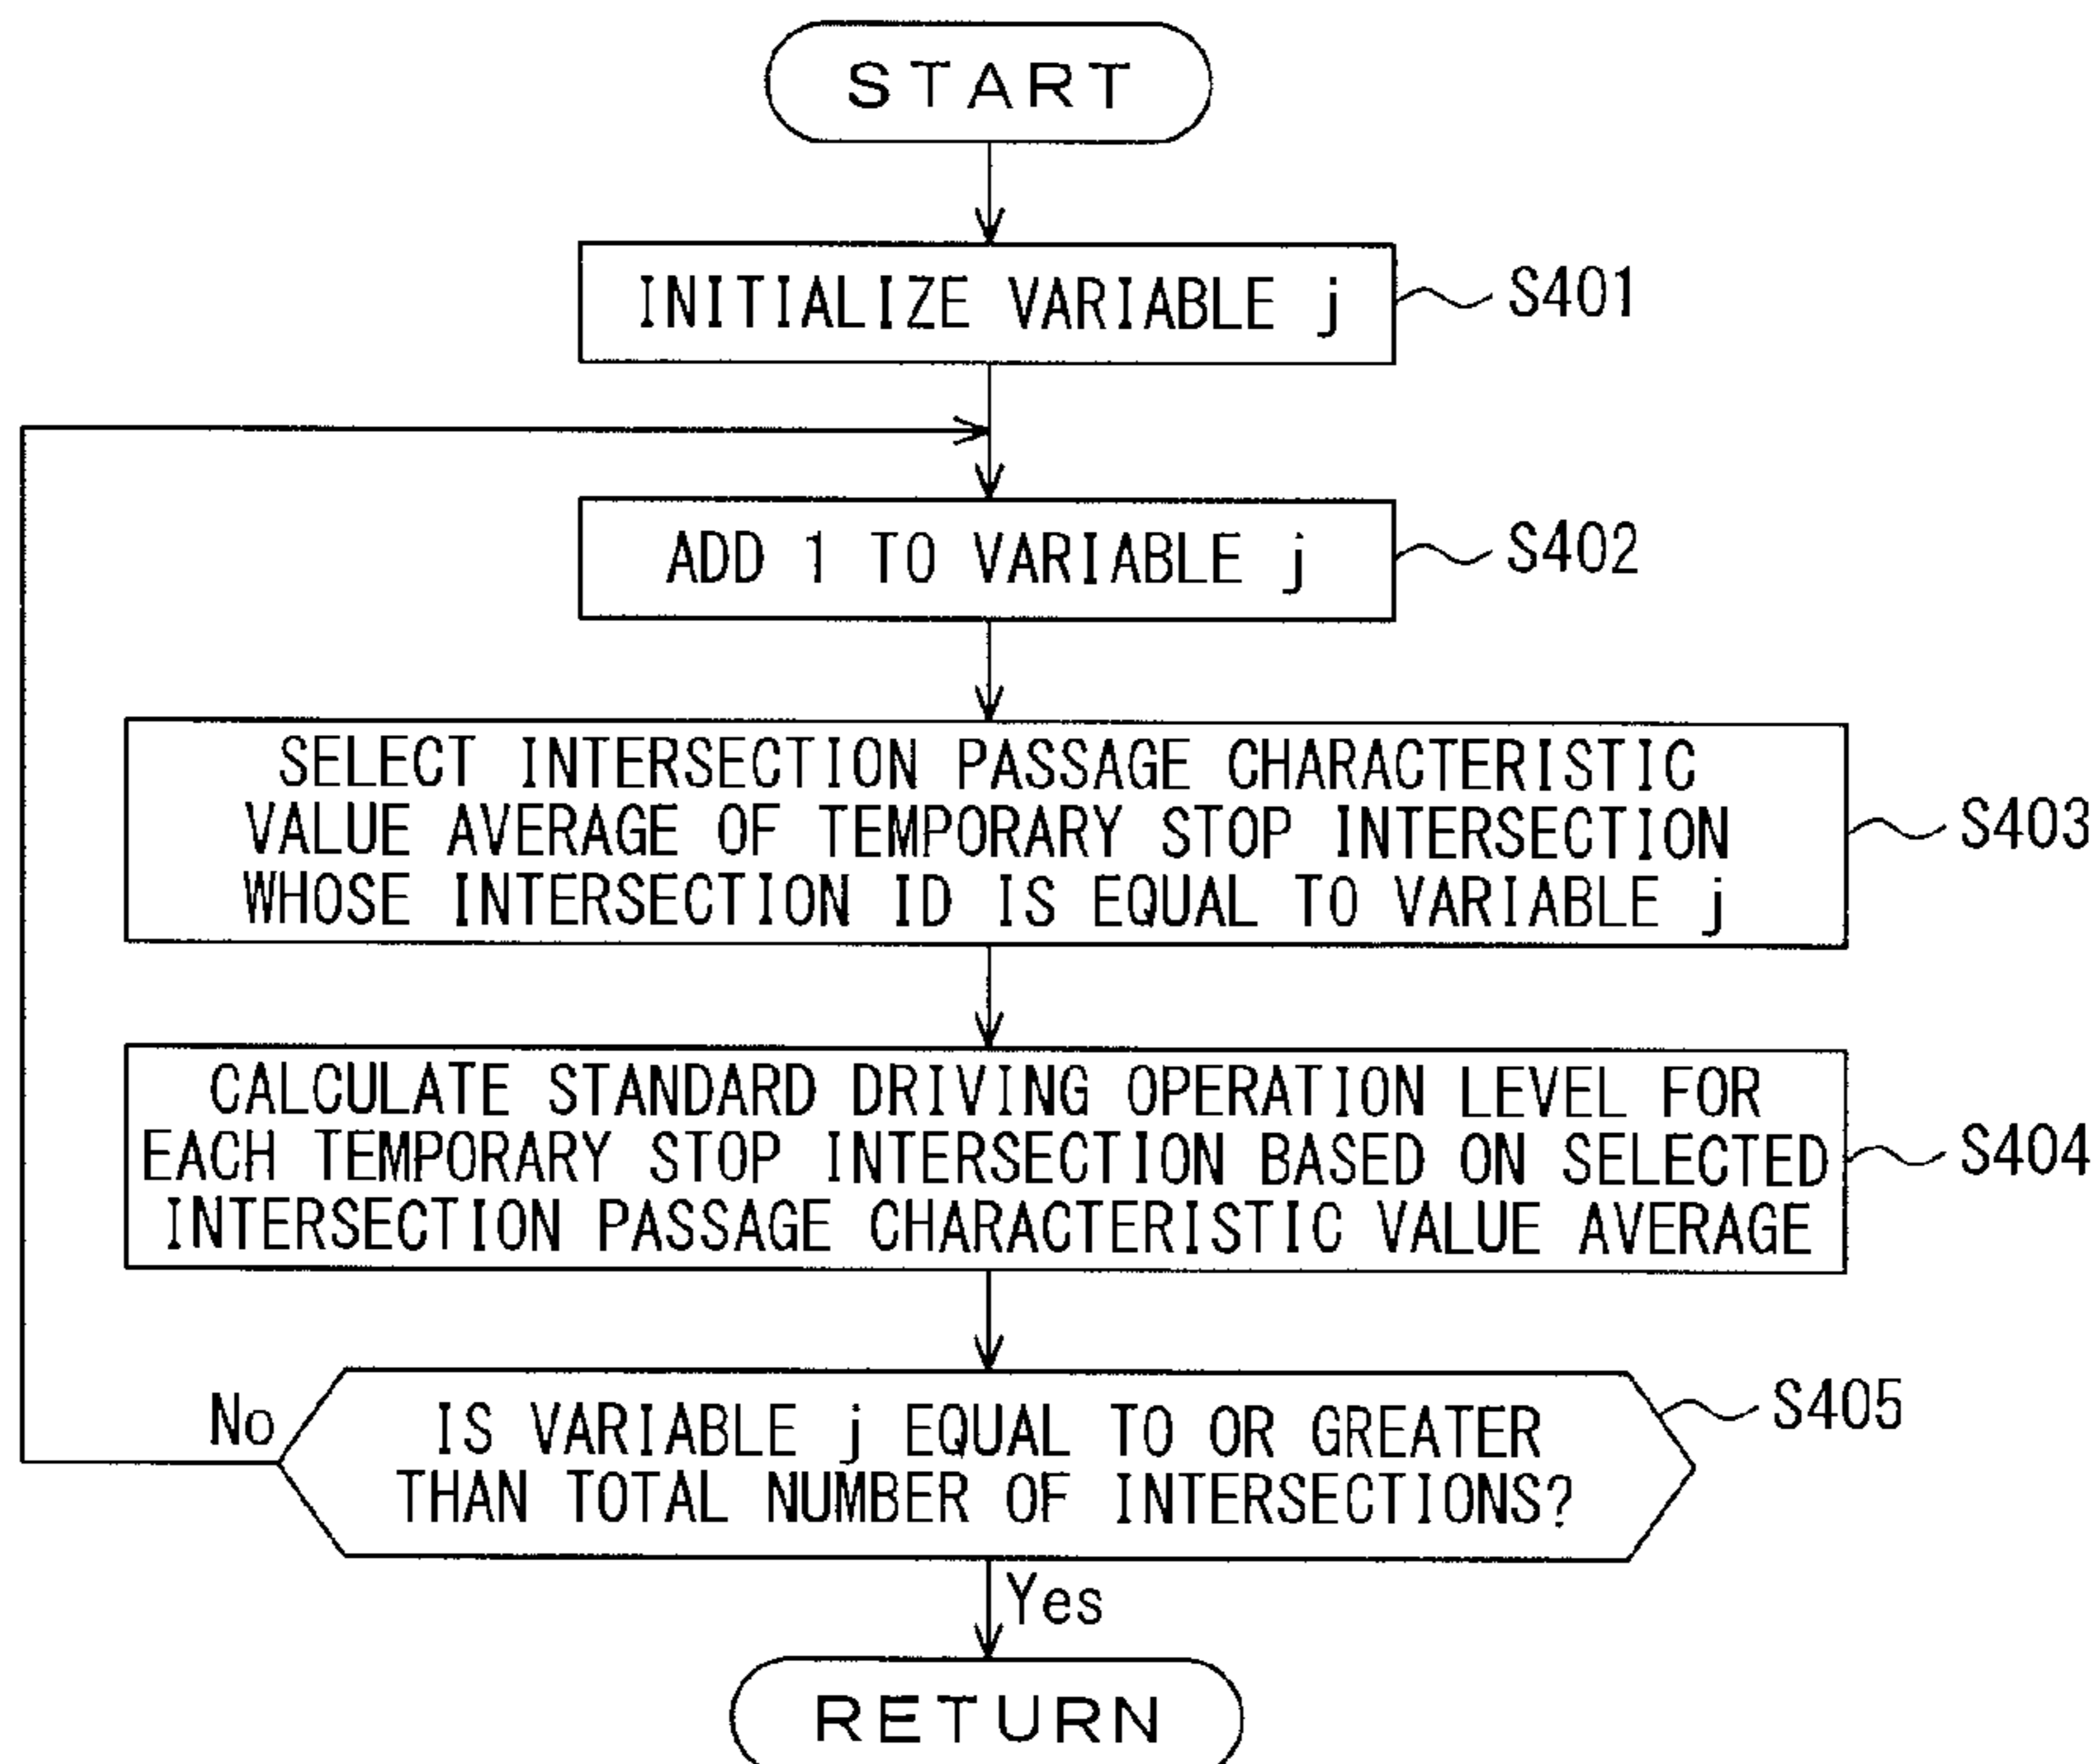 START
INITIALIZE VARIABLE j
S401
ADD 1 TO VARIABLE j
S402
SELECT INTERSECTION PASSAGE CHARACTERISTIC
VALUE AVERAGE OF TEMPORARY STOP INTERSECTION
WHOSE INTERSECTION ID IS EQUAL TO VARIABLE j
S403
CALCULATE STANDARD DRIVING OPERATION LEVEL FOR
EACH TEMPORARY STOP INTERSECTION BASED ON SELECTED
INTERSECTION PASSAGE CHARACTERISTIC VALUE AVERAGE
S404
IS VARIABLE j EQUAL TO OR GREATER
THAN TOTAL NUMBER OF INTERSECTIONS?
S405
No
Yes
RETURN